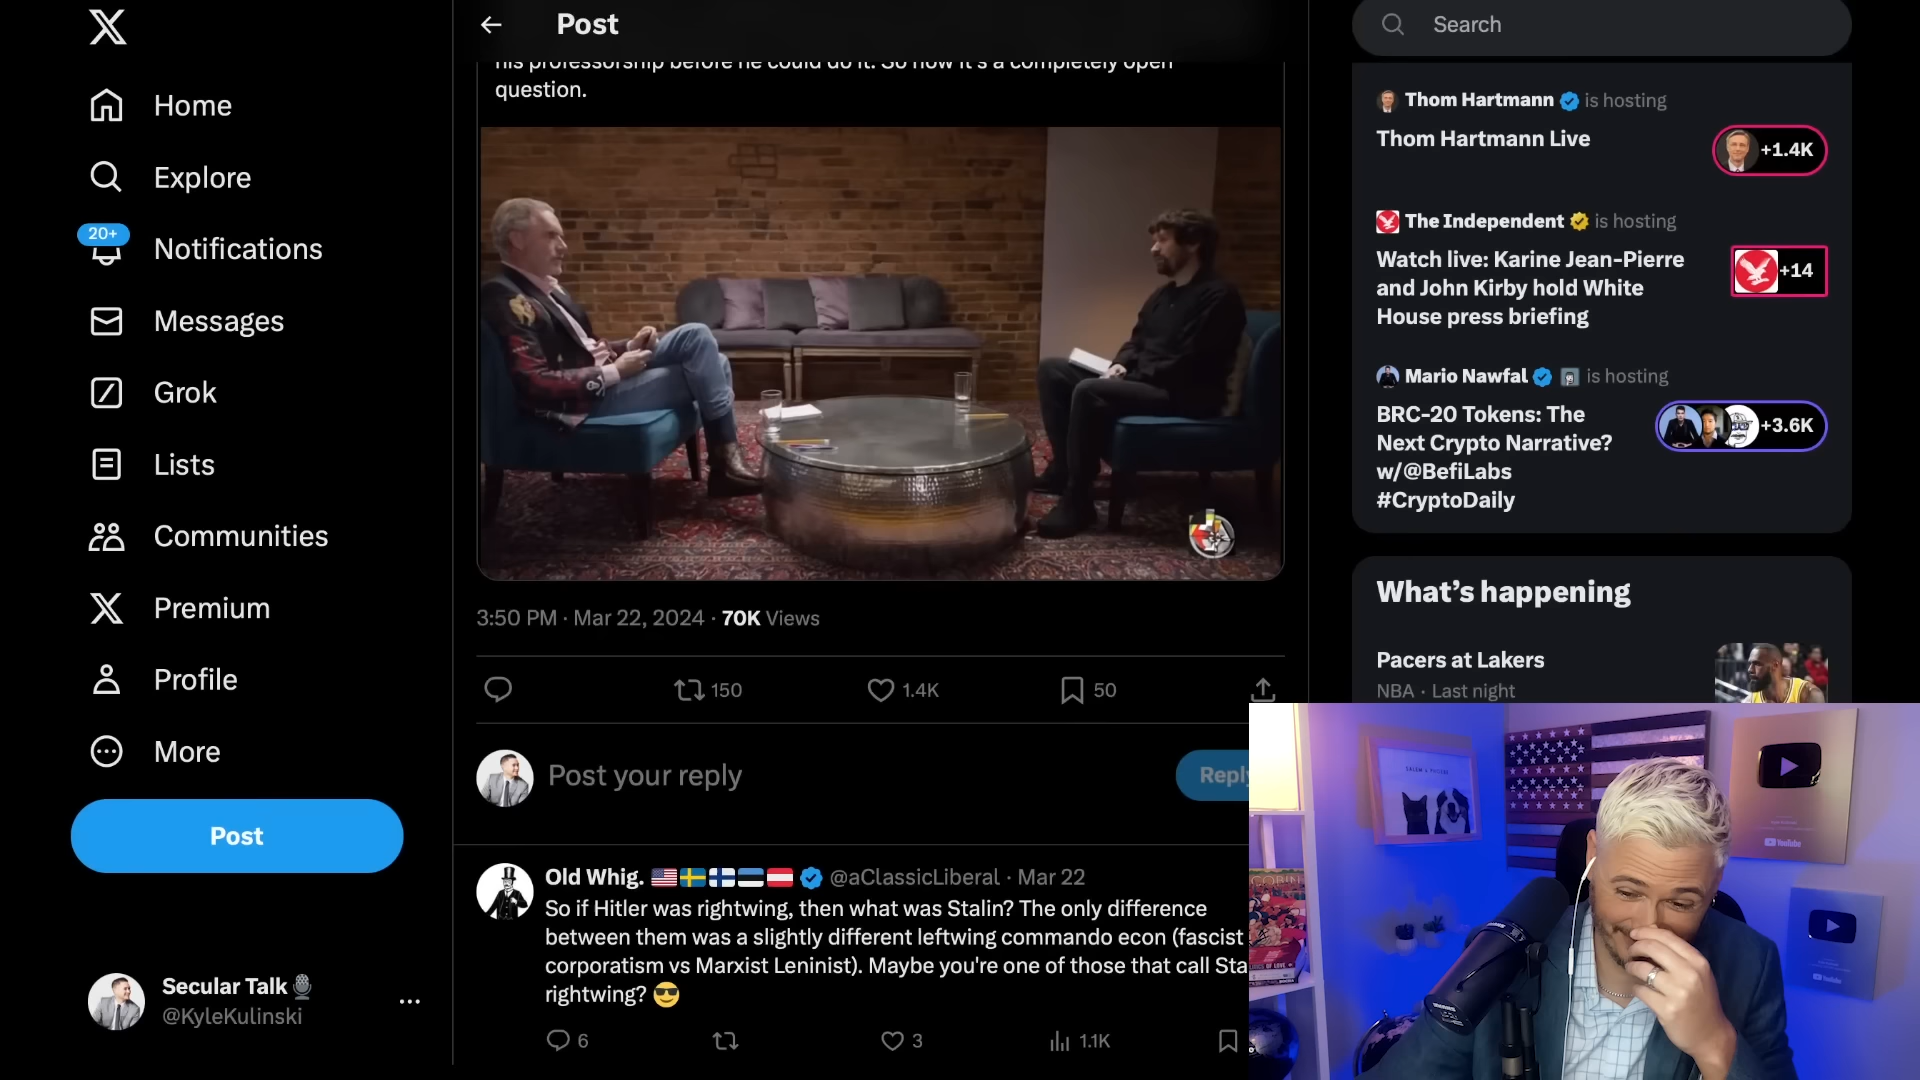 Home
Explore
20+
Notifications
Messages
Grok
Lists
Communities
Premium
Profile
More
Post
Secular Talk
@KyleKulinski
Post
his professorship before he could do it. So now it's a completely open
question.
3:50 PM · Mar 22, 2024 · 70K Views
150
1.4K
50
Post your reply
Reply
Old Whig. @aClassicLiberal · Mar 22
So if Hitler was rightwing, then what was Stalin? The only difference
between them was a slightly different leftwing commando econ (fascist
corporatism vs Marxist Leninist). Maybe you're one of those that call Sta
rightwing?
6
3
1.1K
Search
Thom Hartmann is hosting
Thom Hartmann Live
+1.4K
The Independent is hosting
Watch live: Karine Jean-Pierre
and John Kirby hold White
House press briefing
+14
Mario Nawfal is hosting
BRC-20 Tokens: The
Next Crypto Narrative?
w/@BefiLabs
#CryptoDaily
+3.6K
What's happening
Pacers at Lakers
NBA · Last night
SALEM & PHOEBE
YouTube
YouTube